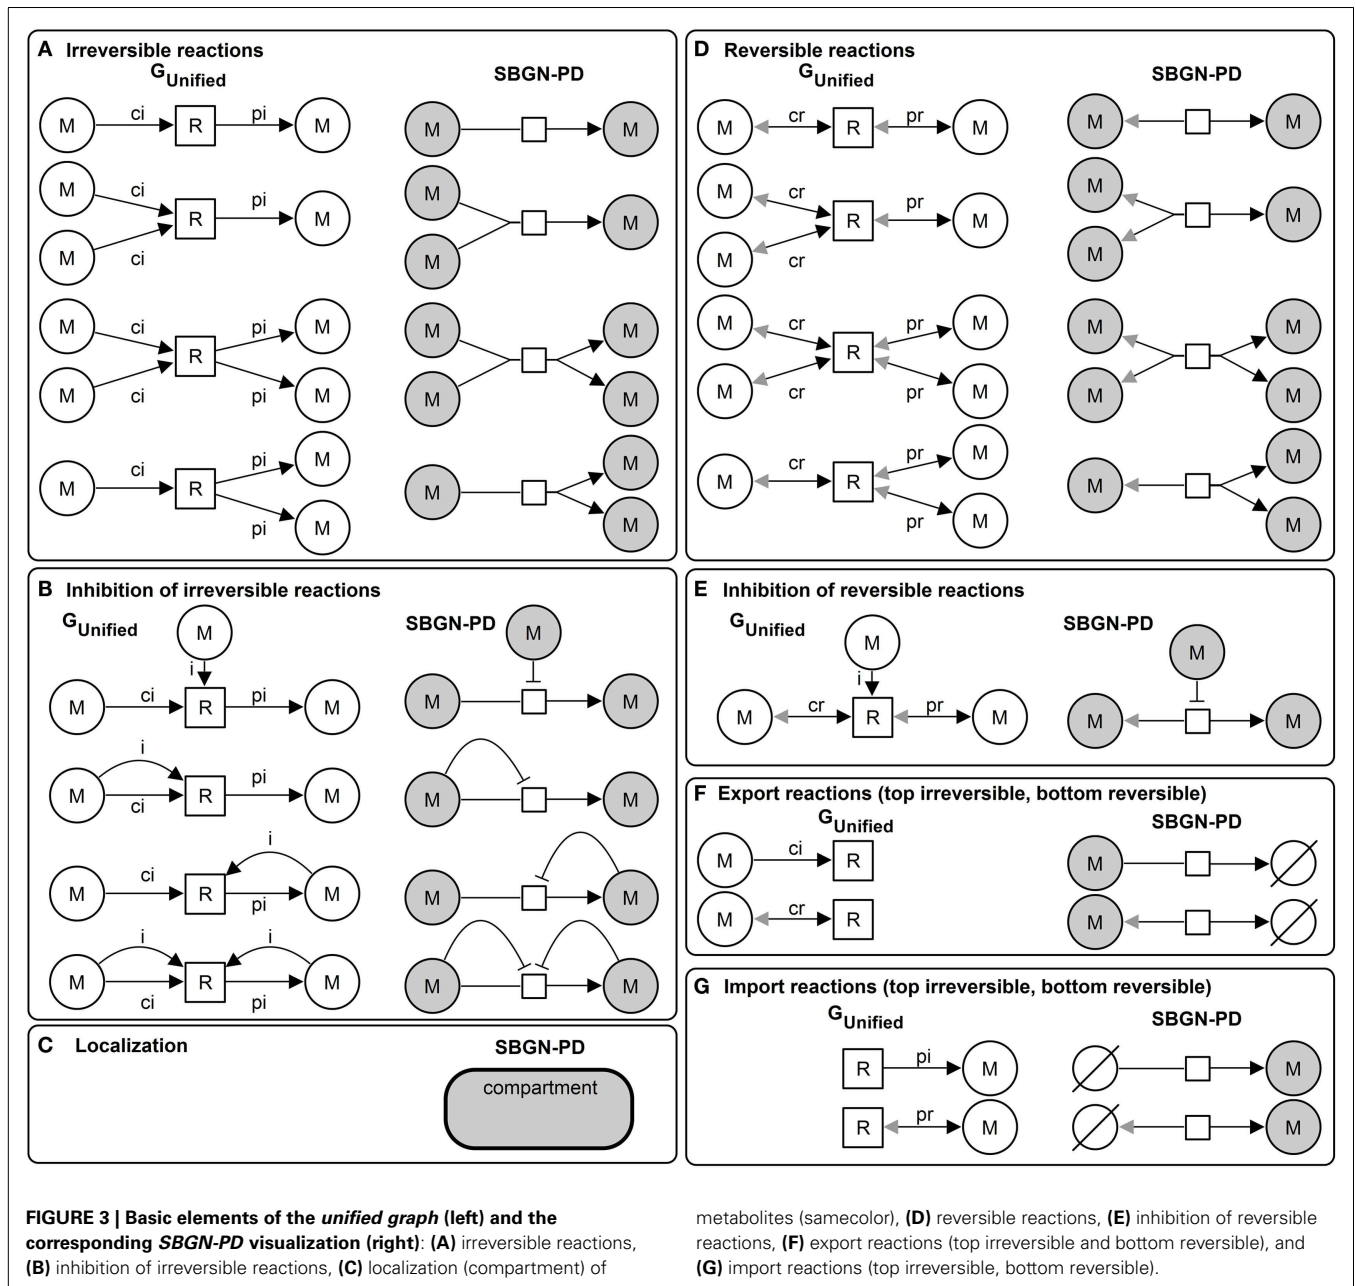 A Irreversible reactions
GUnified SBGN-PD
M ci R pi M M M
M ci R pi M M M
M ci M
M ci R pi M M M
M ci pi M M M
M ci R pi M M M
pi M M
B Inhibition of irreversible reactions
GUnified M SBGN-PD M
i
M ci R pi M M M
i
M ci R pi M M M
i
M ci R pi M M M
i i
M ci R pi M M M
C Localization SBGN-PD
compartment
D Reversible reactions
GUnified SBGN-PD
M cr R pr M M M
M cr R pr M M M
M cr M
M cr R pr M M M
M cr pr M M M
M cr R pr M M M
pr M M
E Inhibition of reversible reactions
GUnified M SBGN-PD M
i
M cr R pr M M M
F Export reactions (top irreversible, bottom reversible)
GUnified SBGN-PD
M ci R M
M cr R M
G Import reactions (top irreversible, bottom reversible)
GUnified SBGN-PD
R pi M M
R pr M M
FIGURE 3 | Basic elements of the unified graph (left) and the
corresponding SBGN-PD visualization (right): (A) irreversible reactions,
(B) inhibition of irreversible reactions, (C) localization (compartment) of
metabolites (samecolor), (D) reversible reactions, (E) inhibition of reversible
reactions, (F) export reactions (top irreversible and bottom reversible), and
(G) import reactions (top irreversible, bottom reversible).